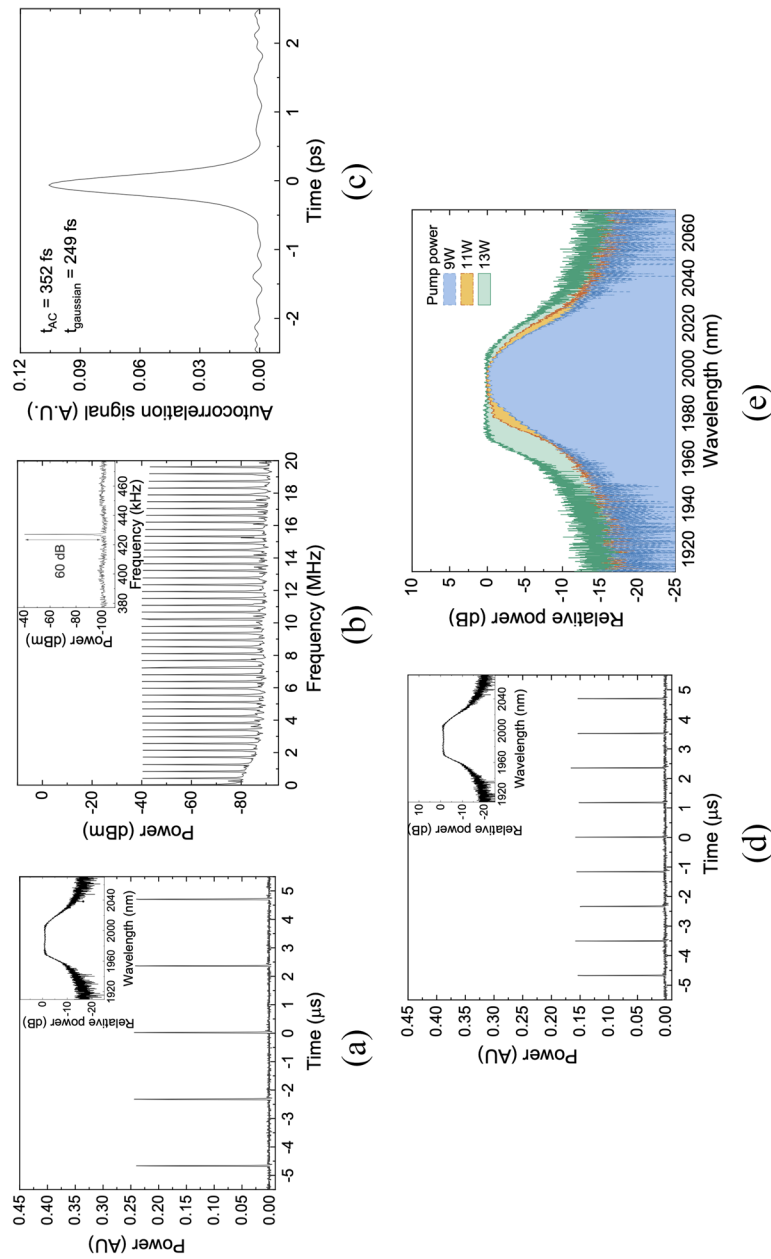 0.45
0.40
0.35
0.30
0.25
0.20
0.15
0.10
0.05
0.00
Power (AU)
-5 -4 -3 -2 -1 0 1 2 3 4 5
Time (μs)
0
-10
-20
Relative power (dB)
1920 1960 2000 2040
Wavelength (nm)
(a)
0
-20
-40
-60
-80
Power (dBm)
0 2 4 6 8 10 12 14 16 18 20
Frequency (MHz)
-40
-60
-80
-100
Power (dBm)
60 dB
380 400 420 440 460
Frequency (kHz)
(b)
0.12
0.09
0.06
0.03
0.00
Autocorrelation signal (A.U.)
tAC = 352 fs
tgaussian = 249 fs
-2 -1 0 1 2
Time (ps)
(c)
0.45
0.40
0.35
0.30
0.25
0.20
0.15
0.10
0.05
0.00
Power (AU)
-5 -4 -3 -2 -1 0 1 2 3 4 5
Time (μs)
10
0
-10
-20
Relative power (dB)
1920 1960 2000 2040
Wavelength (nm)
(d)
10
5
0
-5
-10
-15
-20
-25
Relative power (dB)
Pump power
9W
11W
13W
1920 1940 1960 1980 2000 2020 2040 2060
Wavelength (nm)
(e)